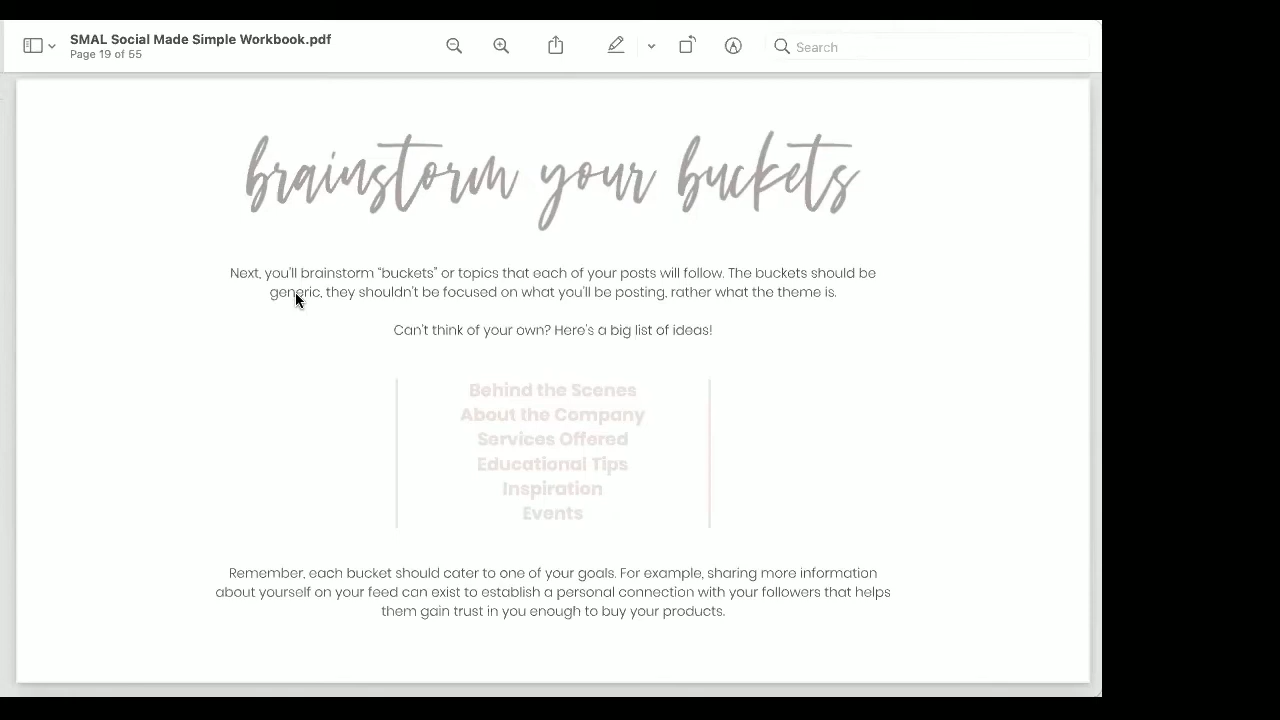 SMAL Social Made Simple Workbook.pdf
Page 19 of 55
Search
brainstorm your buckets
Next, you'll brainstorm “buckets” or topics that each of your posts will follow. The buckets should be
generic, they shouldn't be focused on what you'll be posting, rather what the theme is.
Can't think of your own? Here's a big list of ideas!
Behind the Scenes
About the Company
Services Offered
Educational Tips
Inspiration
Events
Remember, each bucket should cater to one of your goals. For example, sharing more information
about yourself on your feed can exist to establish a personal connection with your followers that helps
them gain trust in you enough to buy your products.